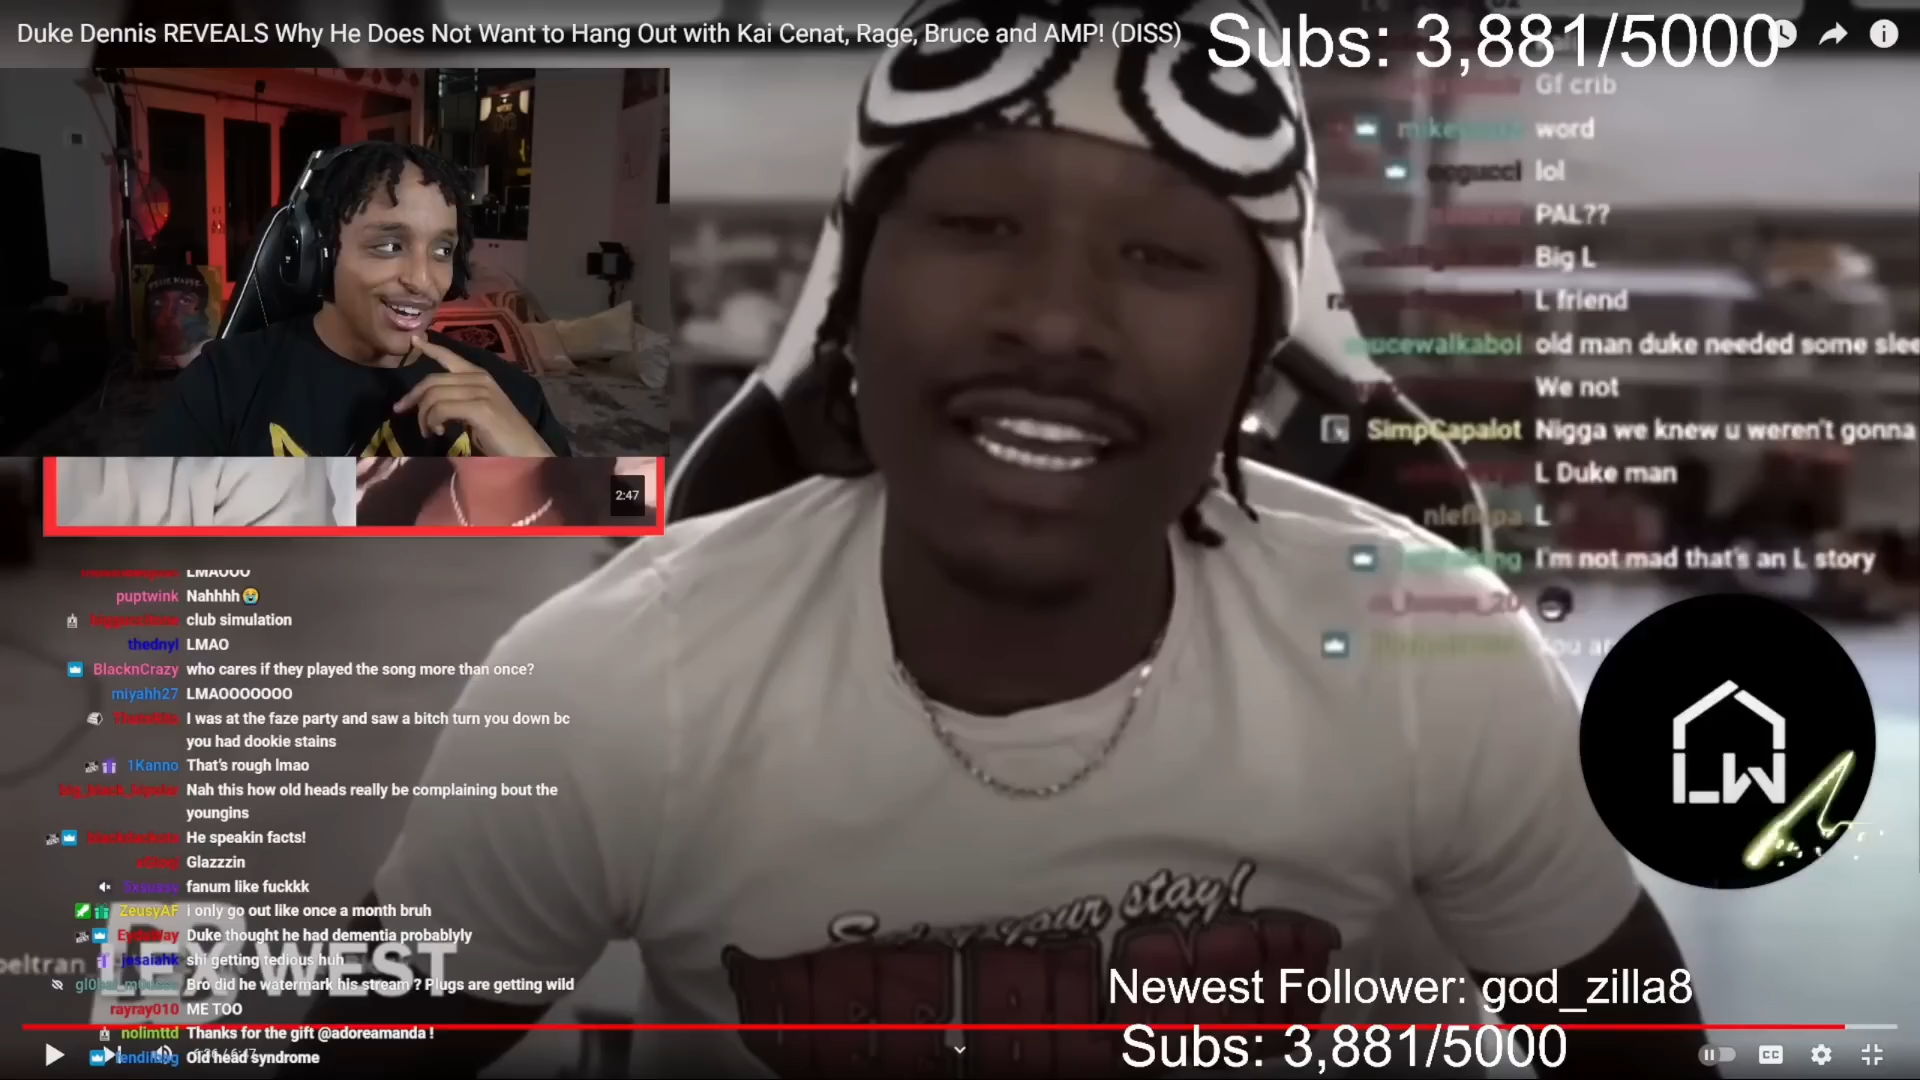 Duke Dennis REVEALS Why He Does Not Want to Hang Out with Kai Cenat, Rage, Bruce and AMP! (DISS)
Subs: 3,881/5000
Gf crib
word
lol
PAL??
Big L
L friend
old man duke needed some slee
We not
SimpCapalot Nigga we knew u weren't gonna
L Duke man
L
I'm not mad that's an L story
2:47
LMAOOO
puptwink Nahhhh 😭
club simulation
thednyl LMAO
BlacknCrazy who cares if they played the song more than once?
miyahh27 LMAOOOOOOO
I was at the faze party and saw a bitch turn you down bc
you had dookie stains
1Kanno That's rough lmao
Nah this how old heads really be complaining bout the
youngins
He speakin facts!
Glazzzin
fanum like fuckkk
ZeusyAF I only go out like once a month bruh
Duke thought he had dementia probablyly
shi getting tedious huh
Bro did he watermark his stream ? Plugs are getting wild
rayray010 ME TOO
nolimttd Thanks for the gift @adoreamanda !
Old head syndrome
LEX WEST
LW
your stay!
Newest Follower: god_zilla8
Subs: 3,881/5000
CC